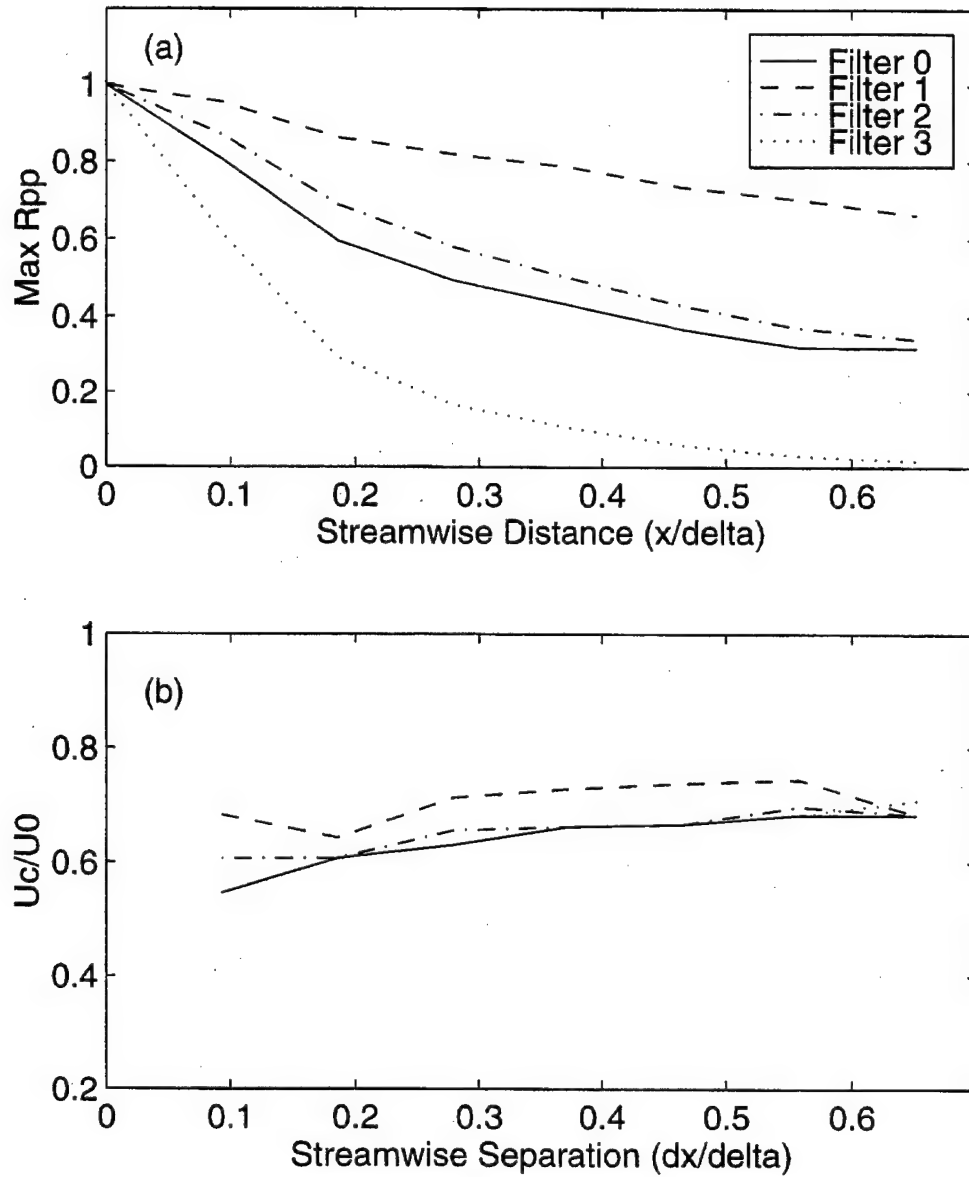 (a)
Filter 0
Filter 1
Filter 2
Filter 3
1
0.8
0.6
0.4
0.2
0
Max Rpp
0 0.1 0.2 0.3 0.4 0.5 0.6
Streamwise Distance (x/delta)
(b)
1
0.8
0.6
0.4
0.2
Uc/U0
0 0.1 0.2 0.3 0.4 0.5 0.6
Streamwise Separation (dx/delta)